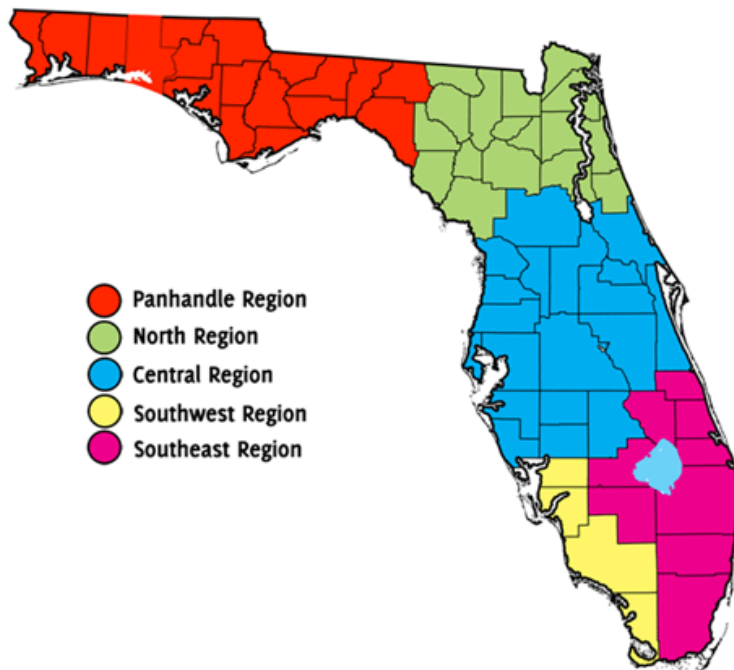 Panhandle Region
North Region
Central Region
Southwest Region
Southeast Region